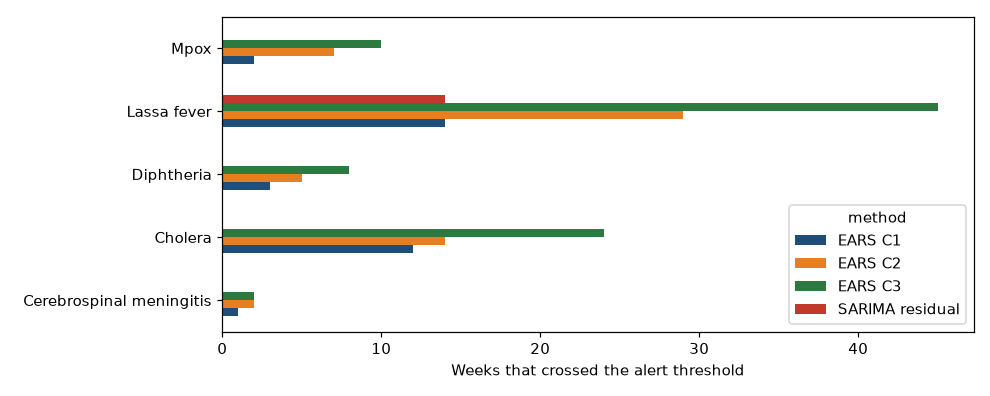 Mpox
Lassa fever
Diphtheria
Cholera
Cerebrospinal meningitis
method
EARS C1
EARS C2
EARS C3
SARIMA residual
0 10 20 30 40
Weeks that crossed the alert threshold